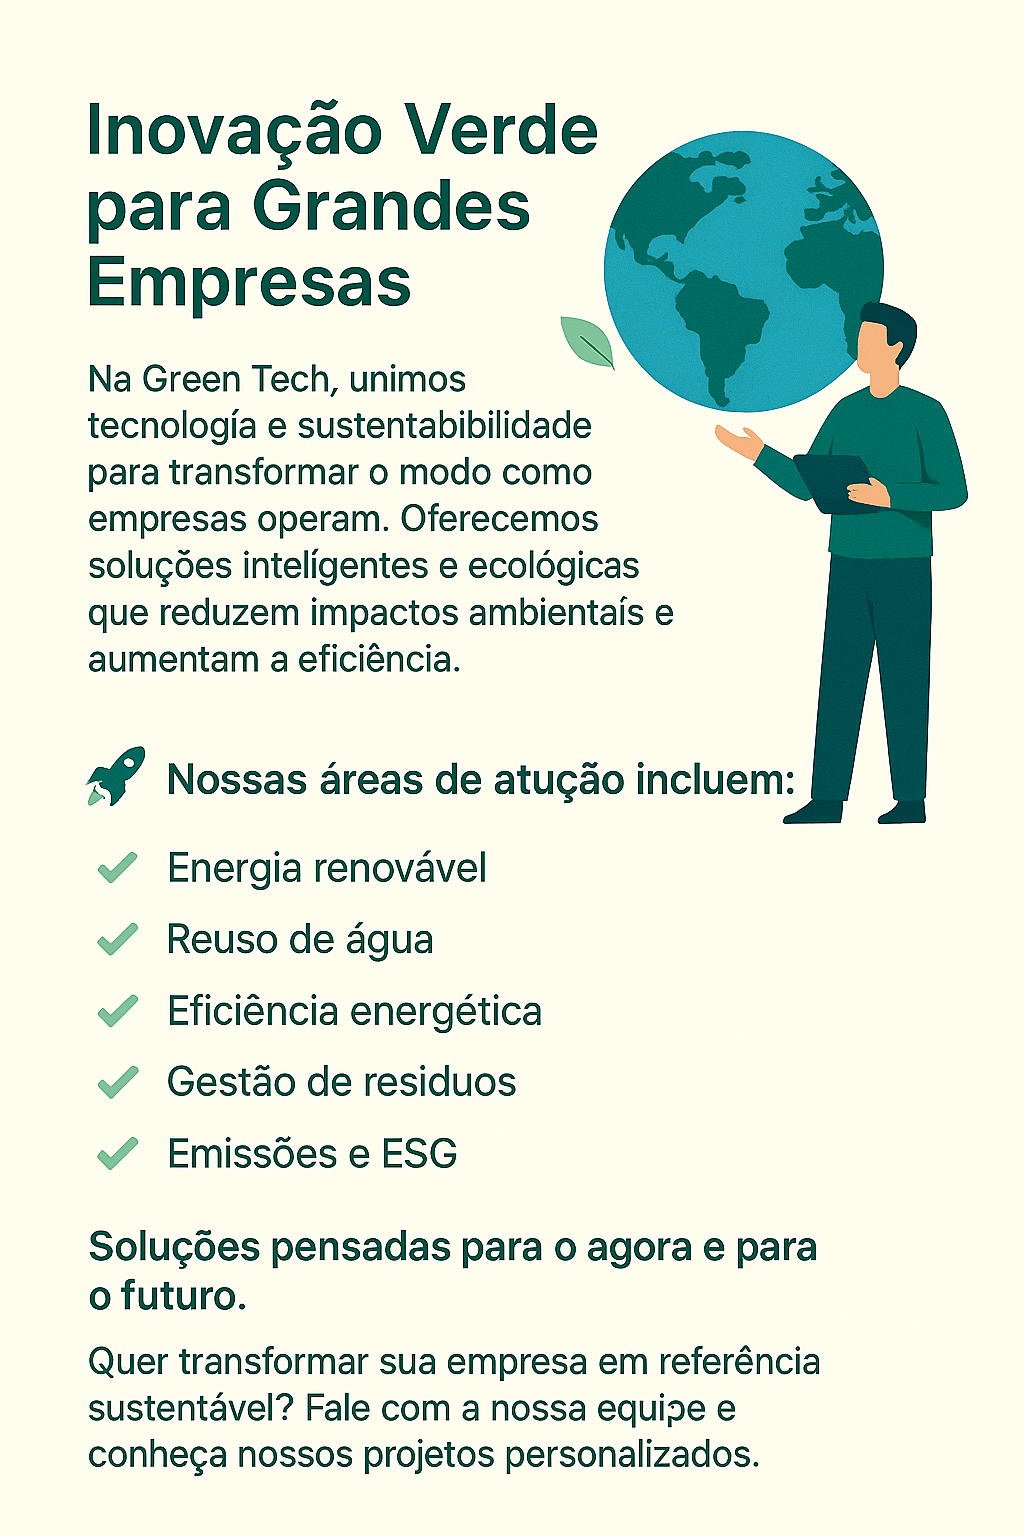 Inovação Verde
para Grandes
Empresas
Na Green Tech, unimos
tecnología e sustentabibilidade
para transformar o modo como
empresas operam. Oferecemos
soluções intelígentes e ecológicas
que reduzem impactos ambientaís e
aumentam a eficiência.
Nossas áreas de atução incluem:
Energia renovável
Reuso de água
Eficiência energética
Gestão de residuos
Emissões e ESG
Soluções pensadas para o agora e para
o futuro.
Quer transformar sua empresa em referência
sustentável? Fale com a nossa equipe e
conheça nossos projetos personalizados.